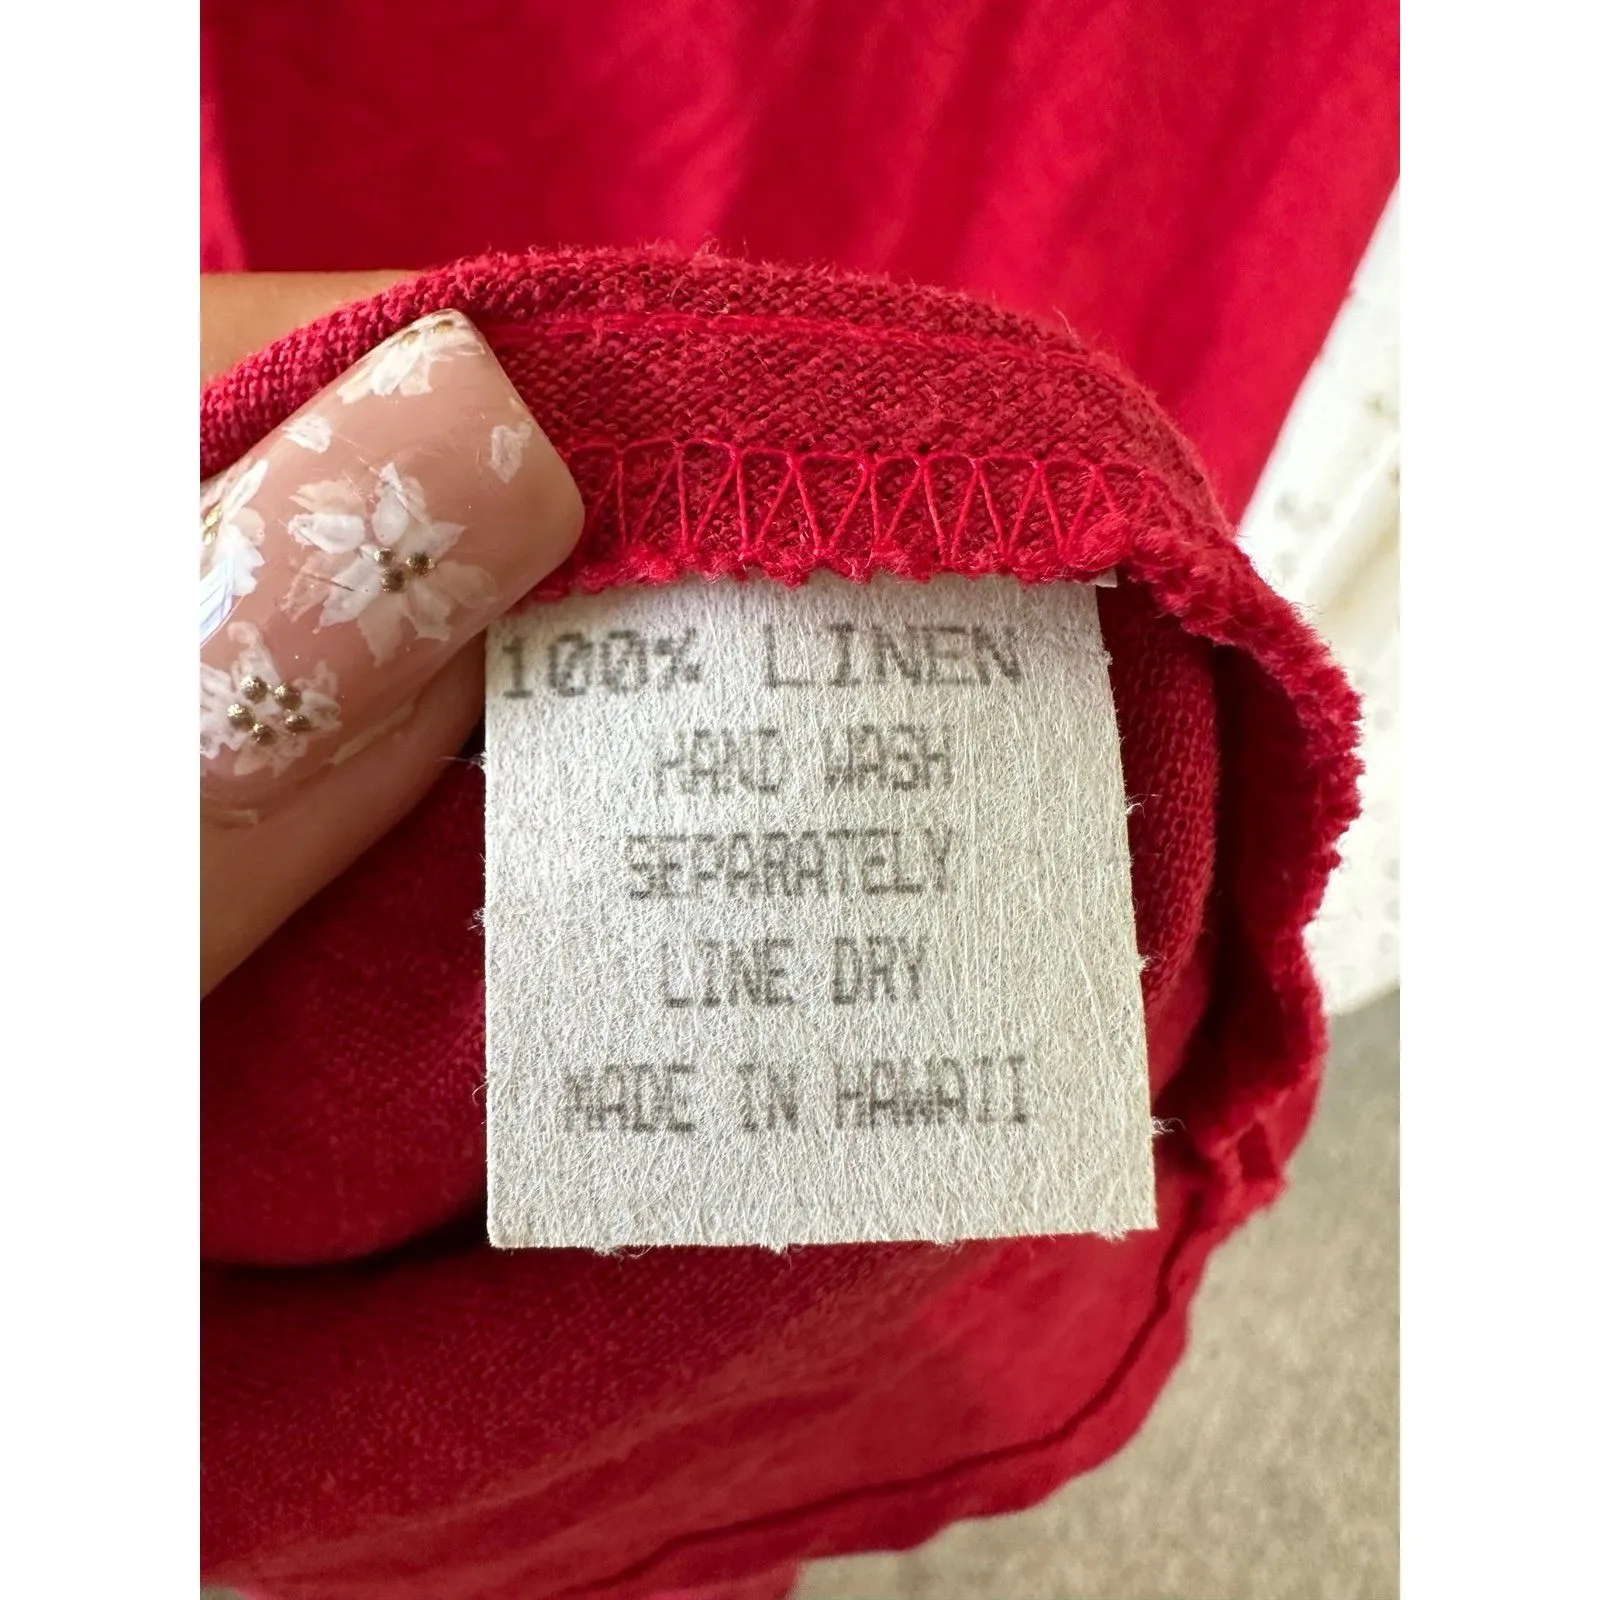 100% LINEN
HAND WASH
SEPARATELY
LINE DRY
MADE IN HAWAII